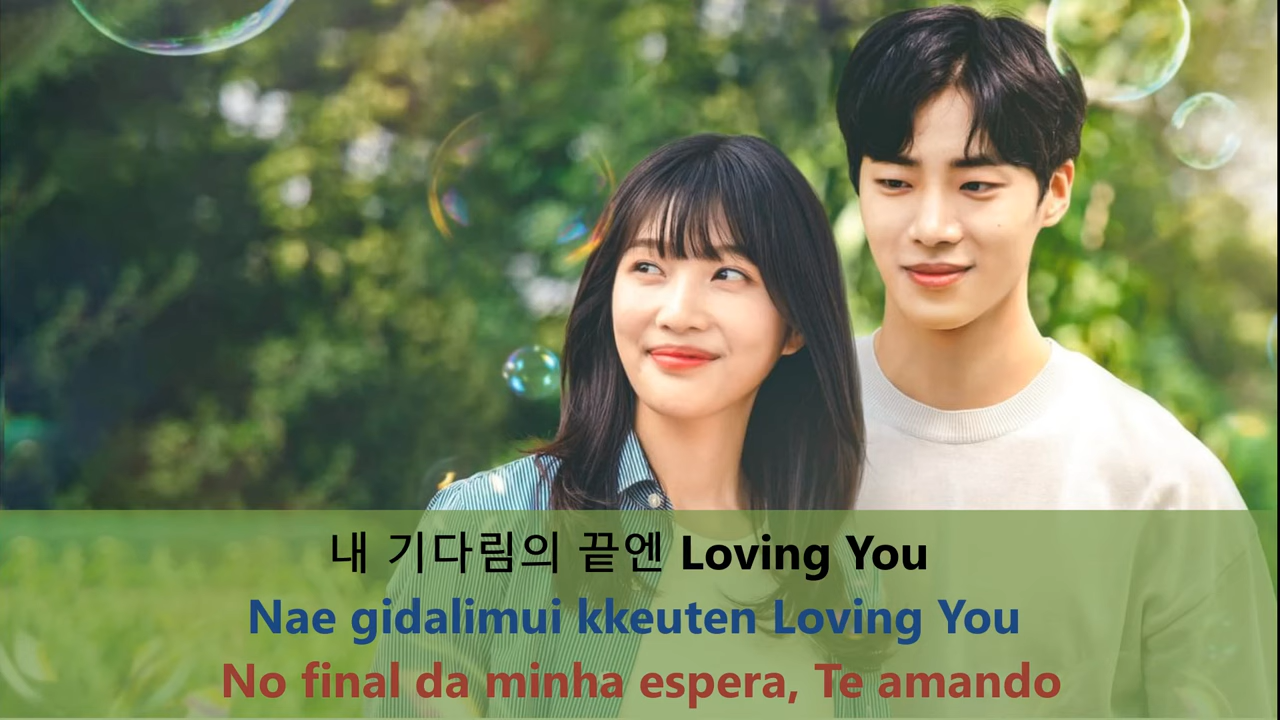 내 기다림의 끝엔 Loving You
Nae gidalimui kkeuten Loving You
No final da minha espera, Te amando